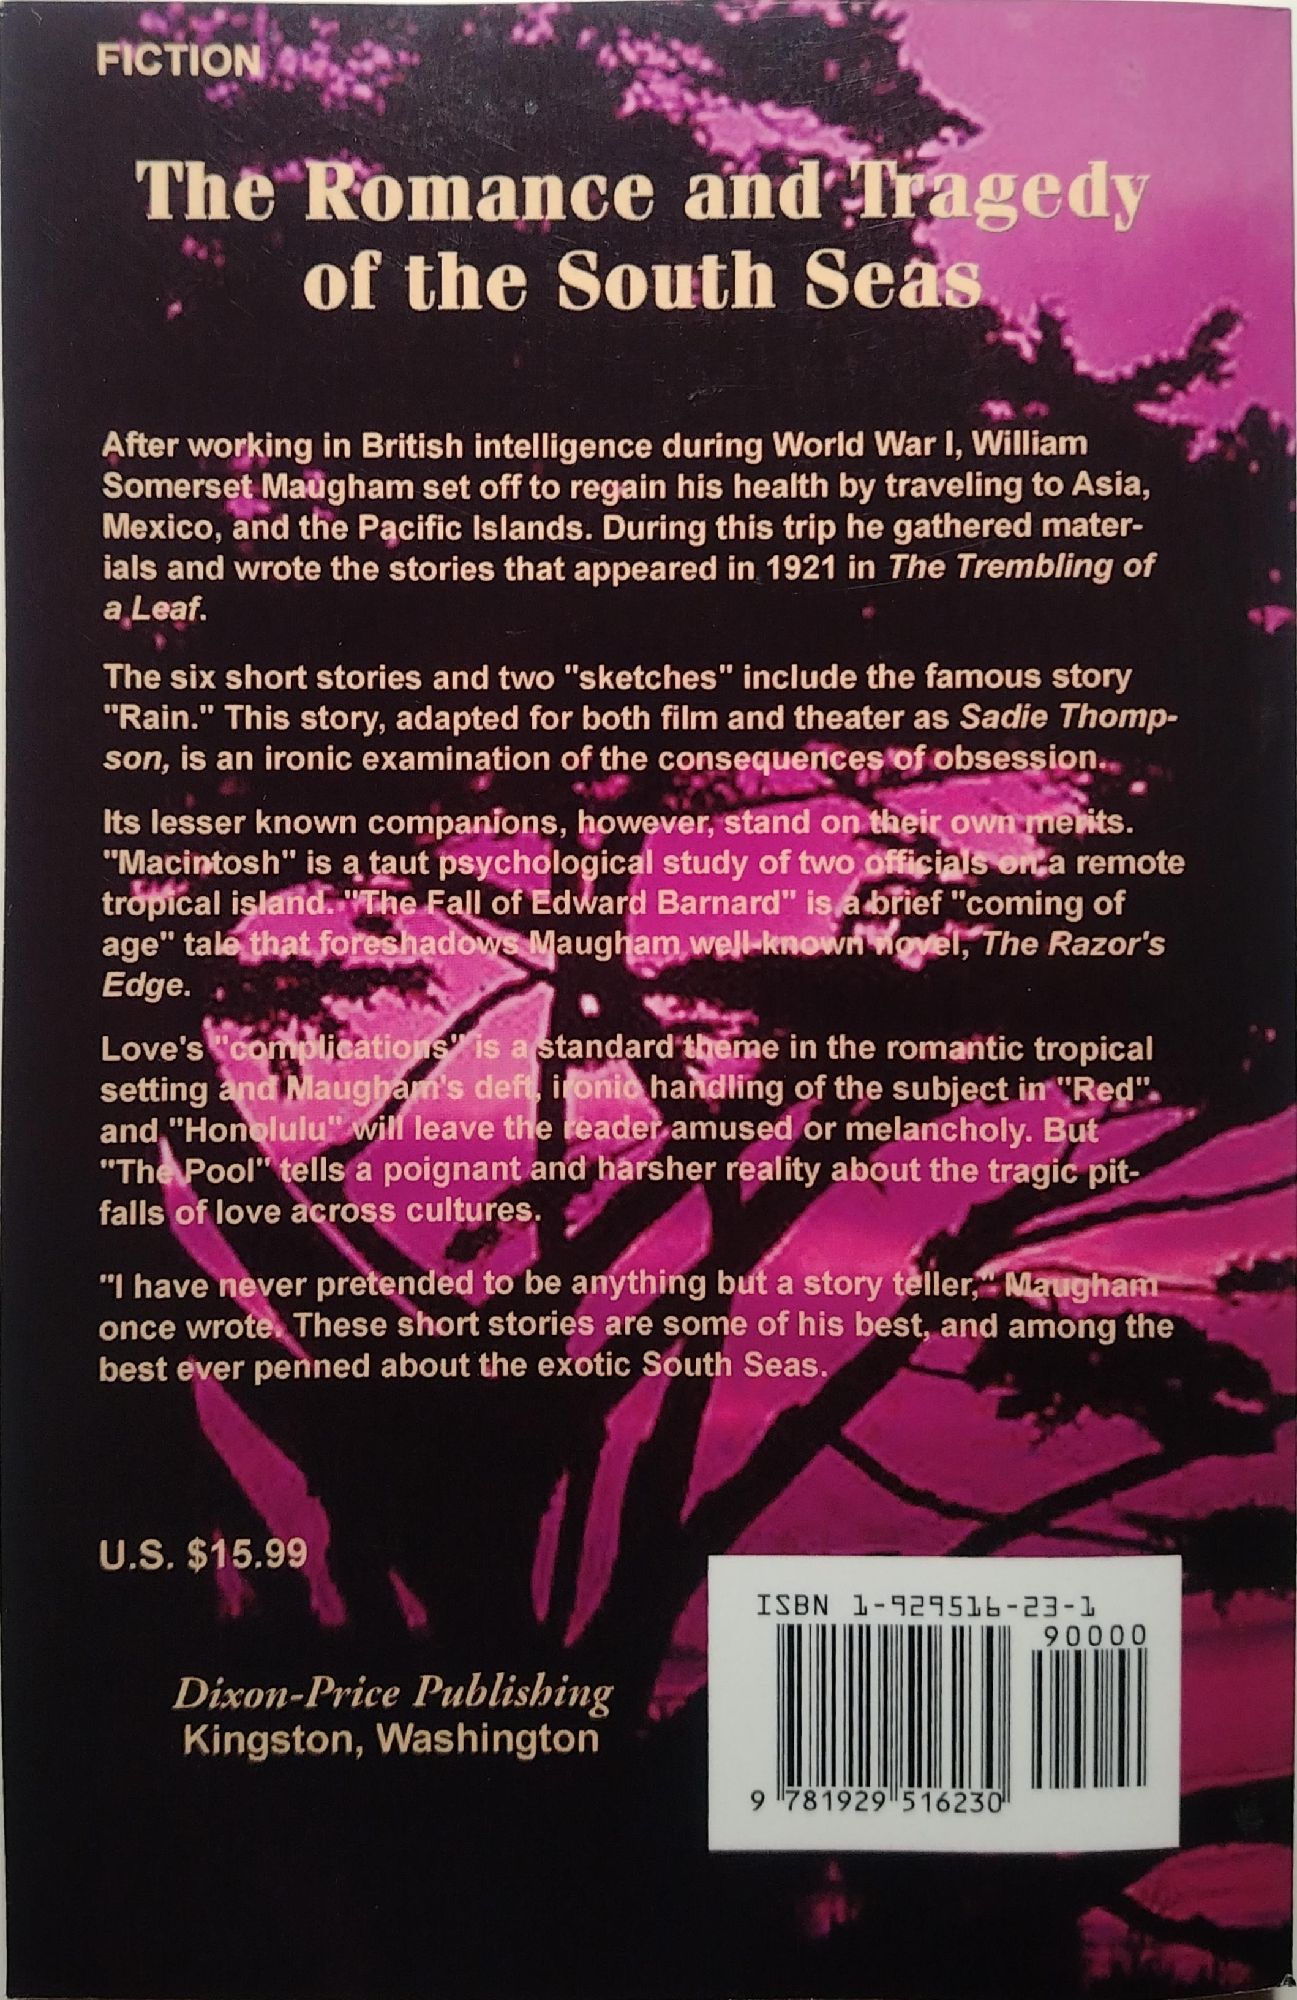 FICTION
The Romance and Tragedy
of the South Seas
After working in British intelligence during World War I, William
Somerset Maugham set off to regain his health by traveling to Asia,
Mexico, and the Pacific Islands. During this trip he gathered mater-
ials and wrote the stories that appeared in 1921 in The Trembling of
a Leaf.
The six short stories and two "sketches" include the famous story
"Rain." This story, adapted for both film and theater as Sadie Thomp-
son, is an ironic examination of the consequences of obsession.
Its lesser known companions, however, stand on their own merits.
"Macintosh" is a taut psychological study of two officials on a remote
tropical island. "The Fall of Edward Barnard" is a brief "coming of
age" tale that foreshadows Maugham well-known novel, The Razor's
Edge.
Love's "complications" is a standard theme in the romantic tropical
setting and Maugham's deft, ironic handling of the subject in "Red"
and "Honolulu" will leave the reader amused or melancholy. But
"The Pool" tells a poignant and harsher reality about the tragic pit-
falls of love across cultures.
"I have never pretended to be anything but a story teller," Maugham
once wrote. These short stories are some of his best, and among the
best ever penned about the exotic South Seas.
U.S. $15.99
ISBN 1-929516-23-1
90000
9 781929 516230
Dixon-Price Publishing
Kingston, Washington